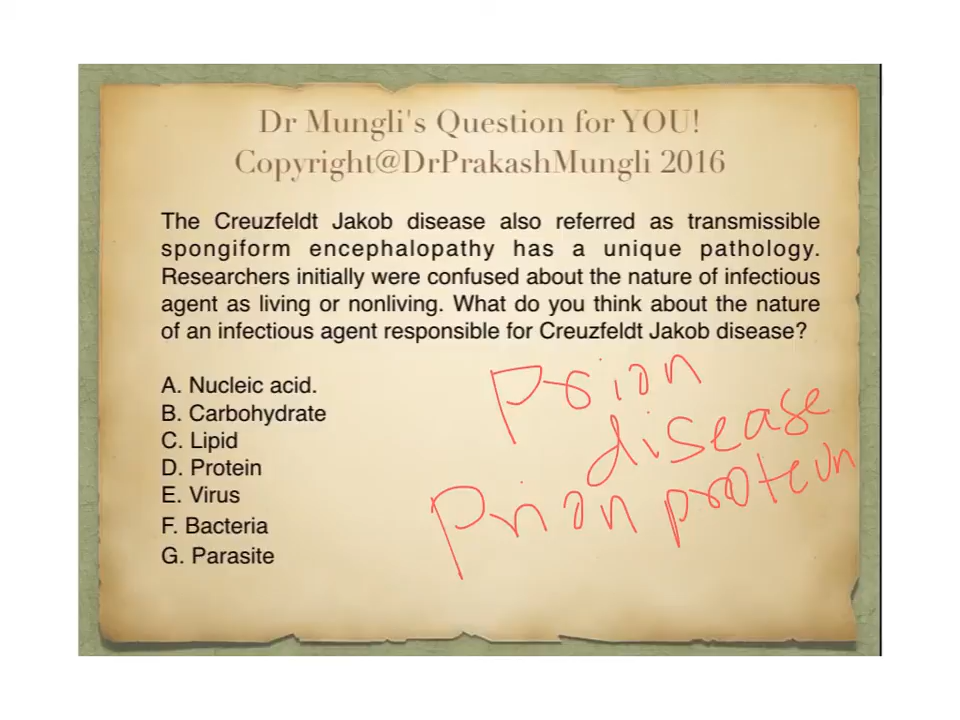 Dr Mungli's Question for YOU!
Copyright@DrPrakashMungli 2016
The Creuzfeldt Jakob disease also referred as transmissible
spongiform encephalopathy has a unique pathology.
Researchers initially were confused about the nature of infectious
agent as living or nonliving. What do you think about the nature
of an infectious agent responsible for Creuzfeldt Jakob disease?
A. Nucleic acid.
B. Carbohydrate
C. Lipid
D. Protein
E. Virus
F. Bacteria
G. Parasite
Prion
disease
Prion protein